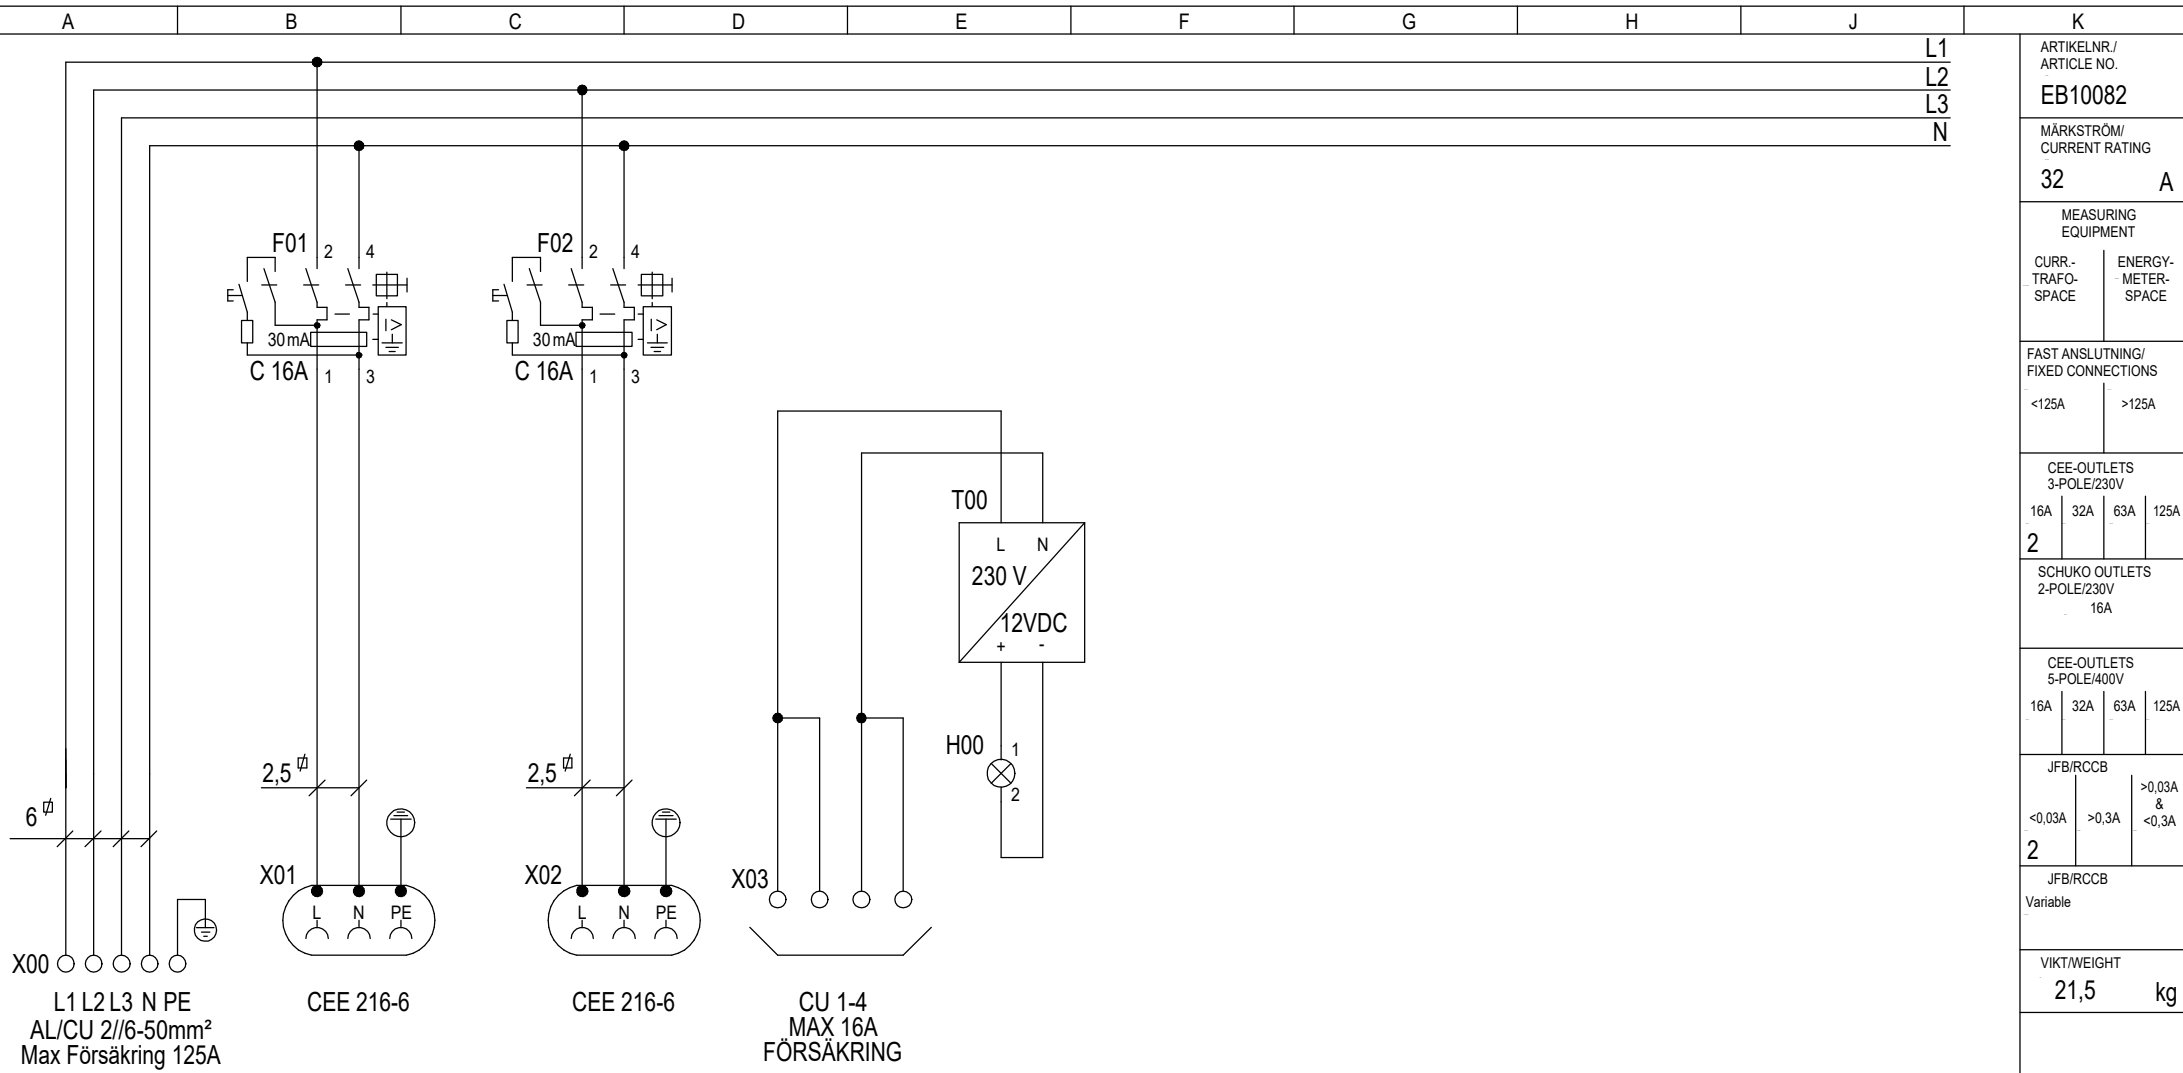 A B C D E F G H J K
L1
L2
L3
N
F01 2 4
30mA
C 16A 1 3
F02 2 4
30mA
C 16A 1 3
T00
L N
230 V
12VDC
+ -
H00 1
2
6
2,5
2,5
X00
L1 L2 L3 N PE
AL/CU 2//6-50mm²
Max Försäkring 125A
X01
L N PE
CEE 216-6
X02
L N PE
CEE 216-6
X03
CU 1-4
MAX 16A
FÖRSÄKRING
ARTIKELNR./
ARTICLE NO.
EB10082
MÄRKSTRÖM/
CURRENT RATING
32 A
MEASURING
EQUIPMENT
CURR.-
TRAFO-
SPACE
ENERGY-
METER-
SPACE
FAST ANSLUTNING/
FIXED CONNECTIONS
<125A >125A
CEE-OUTLETS
3-POLE/230V
16A 32A 63A 125A
2
SCHUKO OUTLETS
2-POLE/230V
16A
CEE-OUTLETS
5-POLE/400V
16A 32A 63A 125A
JFB/RCCB
<0,03A >0,3A
>0,03A
&
<0,3A
2
JFB/RCCB
Variable
VIKT/WEIGHT
21,5 kg